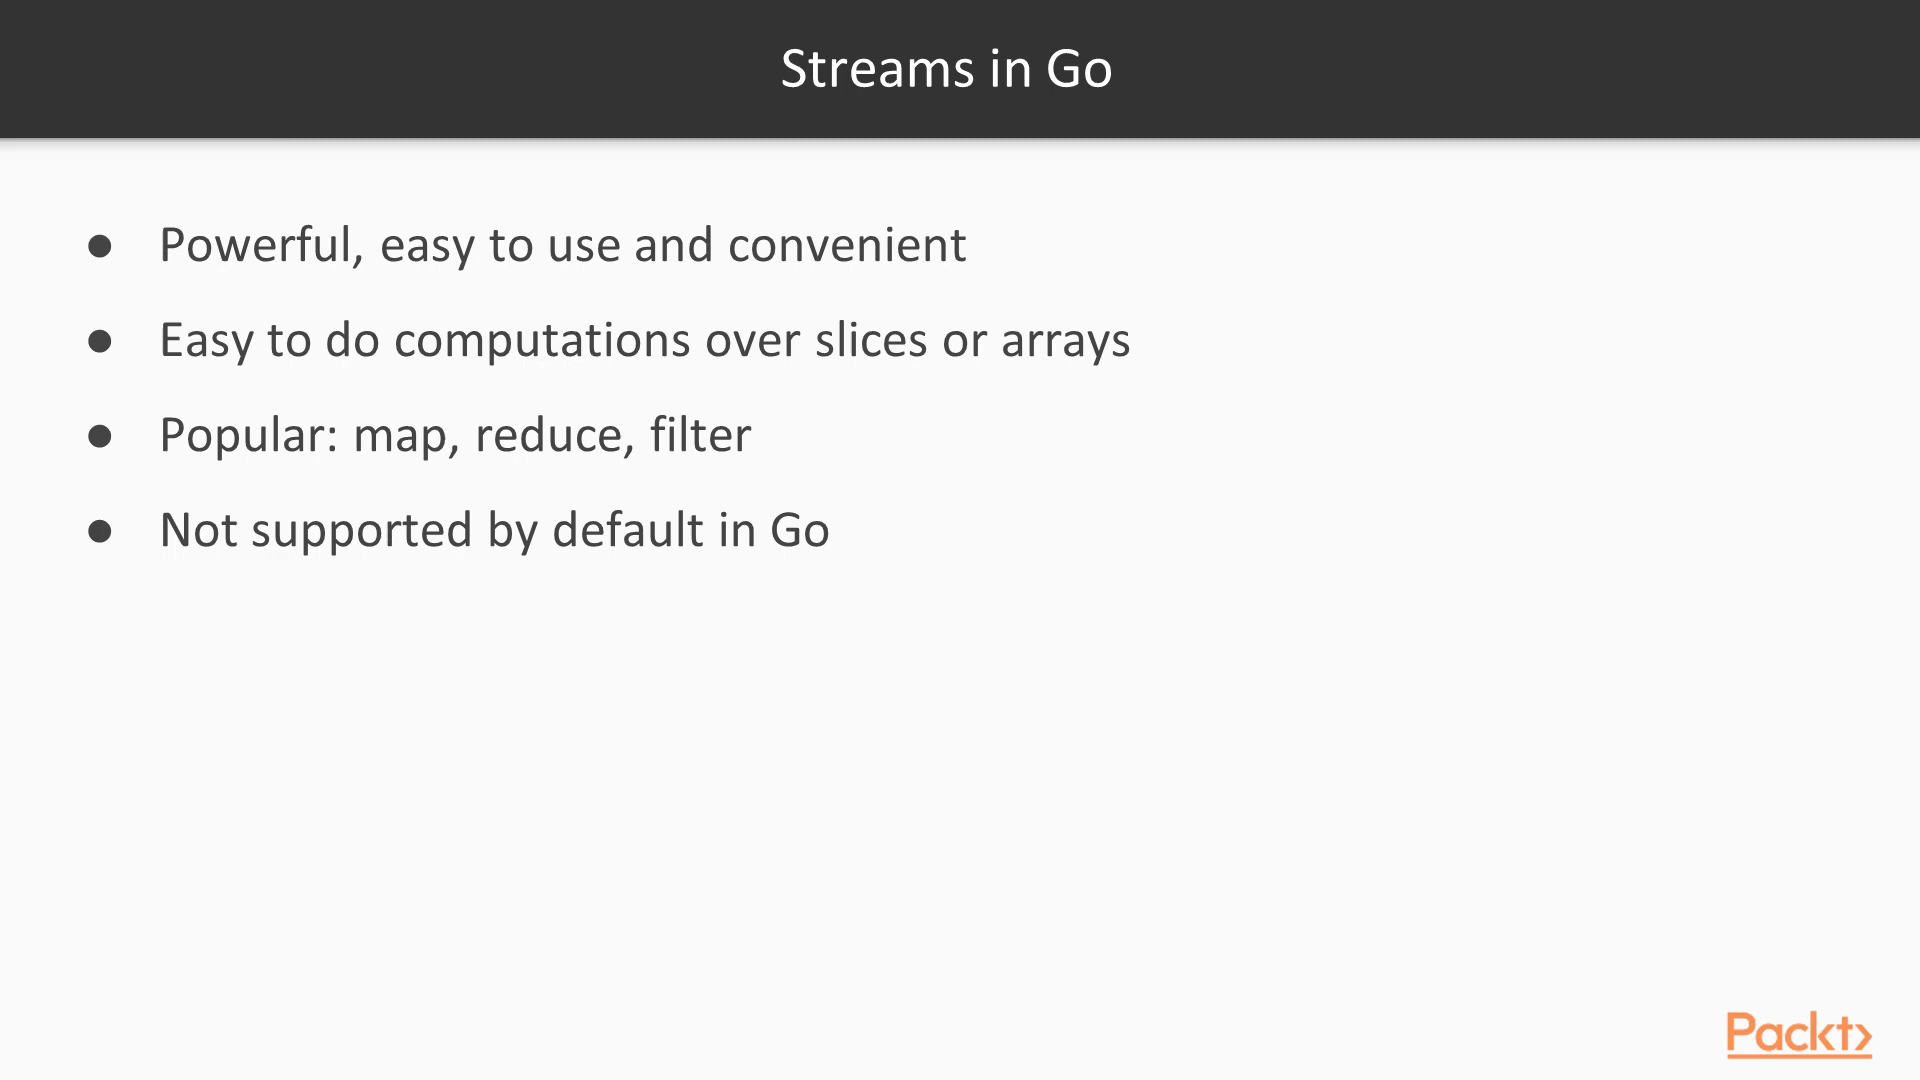 Streams in Go
● Powerful, easy to use and convenient
● Easy to do computations over slices or arrays
● Popular: map, reduce, filter
● Not supported by default in Go
Packt>